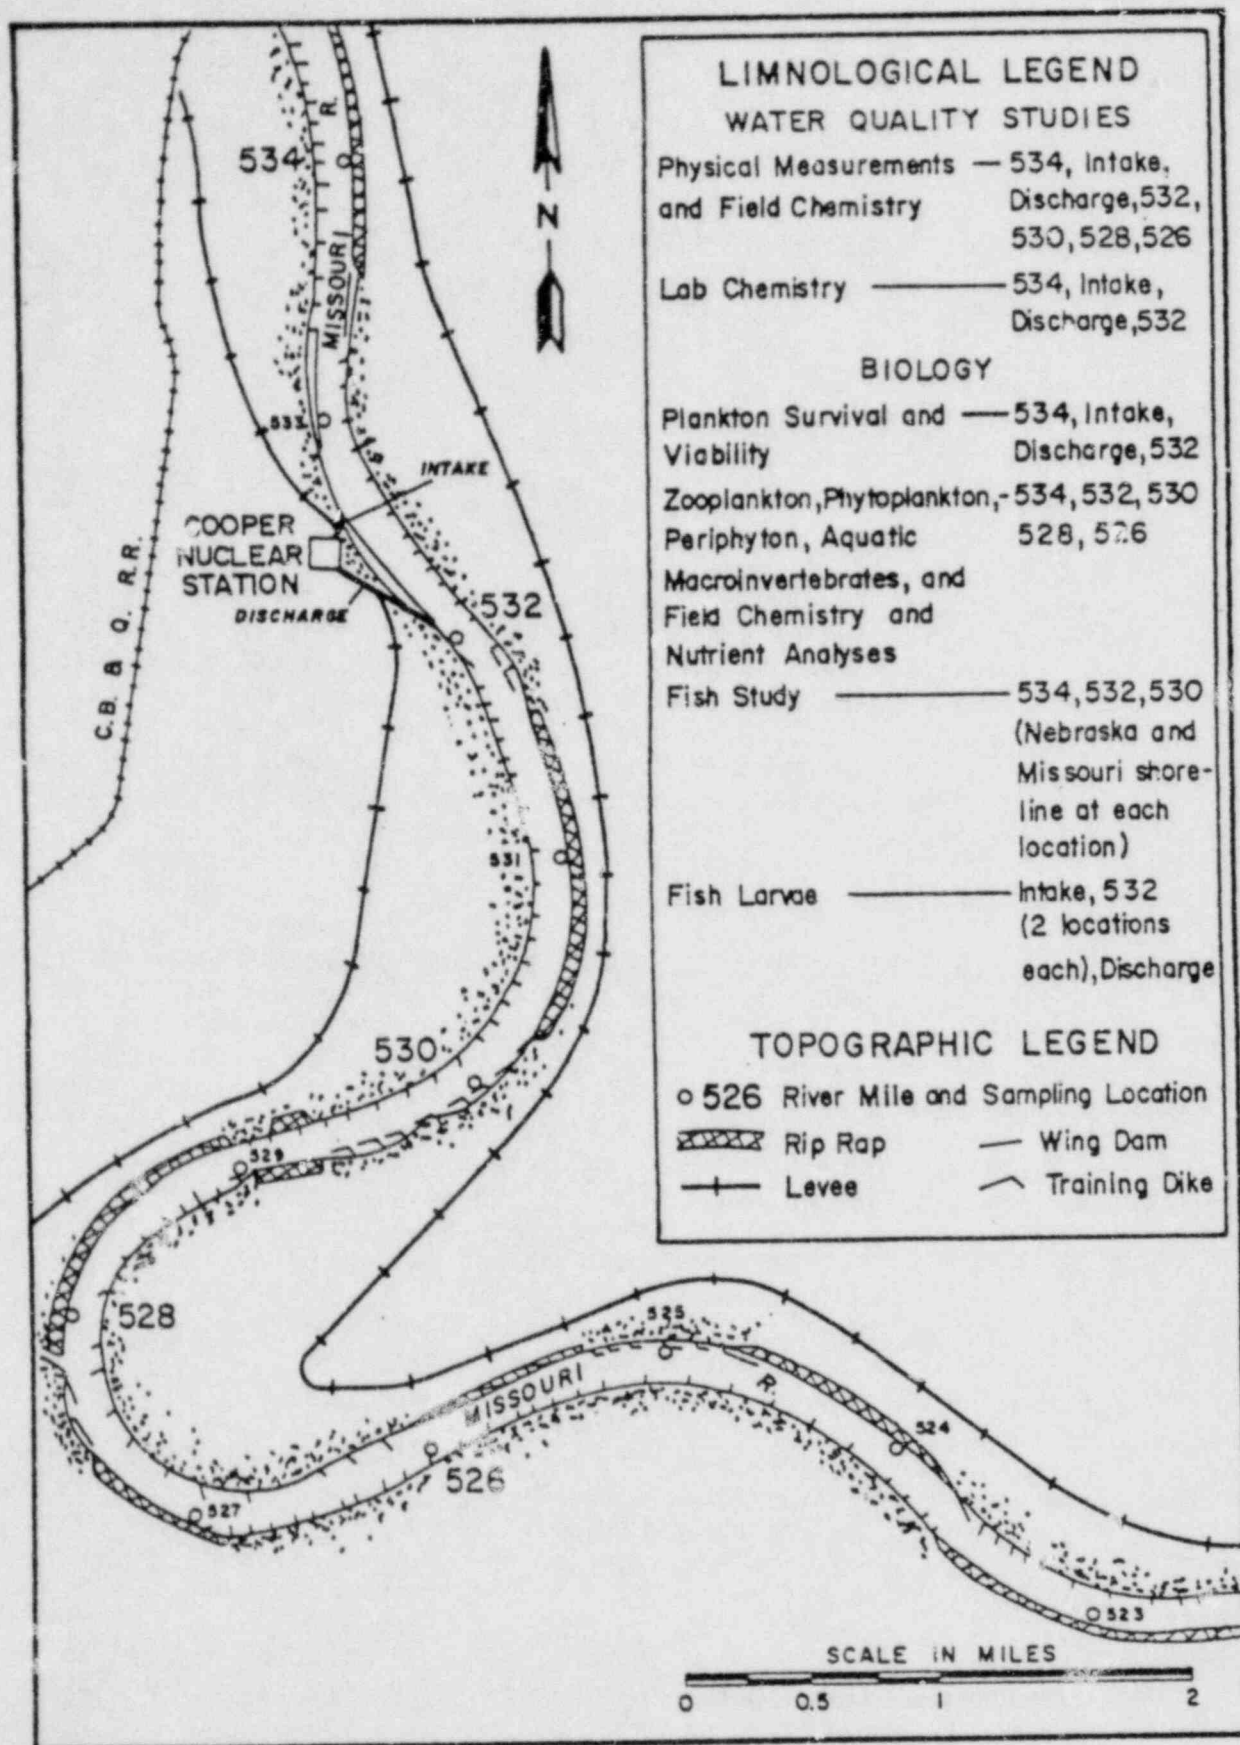 534
MISSOURI R.
N
533
INTAKE
COOPER
NUCLEAR
STATION
DISCHARGE
532
C.B. & Q. R.R.
531
530
529
528
527
526
MISSOURI
R.
525
524
523
LIMNOLOGICAL LEGEND
WATER QUALITY STUDIES
Physical Measurements — 534, Intake,
and Field Chemistry Discharge,532,
530,528,526
Lab Chemistry ——— 534, Intake,
Discharge,532
BIOLOGY
Plankton Survival and — 534, Intake,
Viability Discharge,532
Zooplankton,Phytoplankton,- 534,532,530
Periphyton, Aquatic 528, 526
Macroinvertebrates, and
Field Chemistry and
Nutrient Analyses
Fish Study ——— 534,532,530
(Nebraska and
Missouri shore-
line at each
location)
Fish Larvae ——— Intake, 532
(2 locations
each),Discharge
TOPOGRAPHIC LEGEND
526 River Mile and Sampling Location
Rip Rap Wing Dam
Levee Training Dike
SCALE IN MILES
0 0.5 1 2